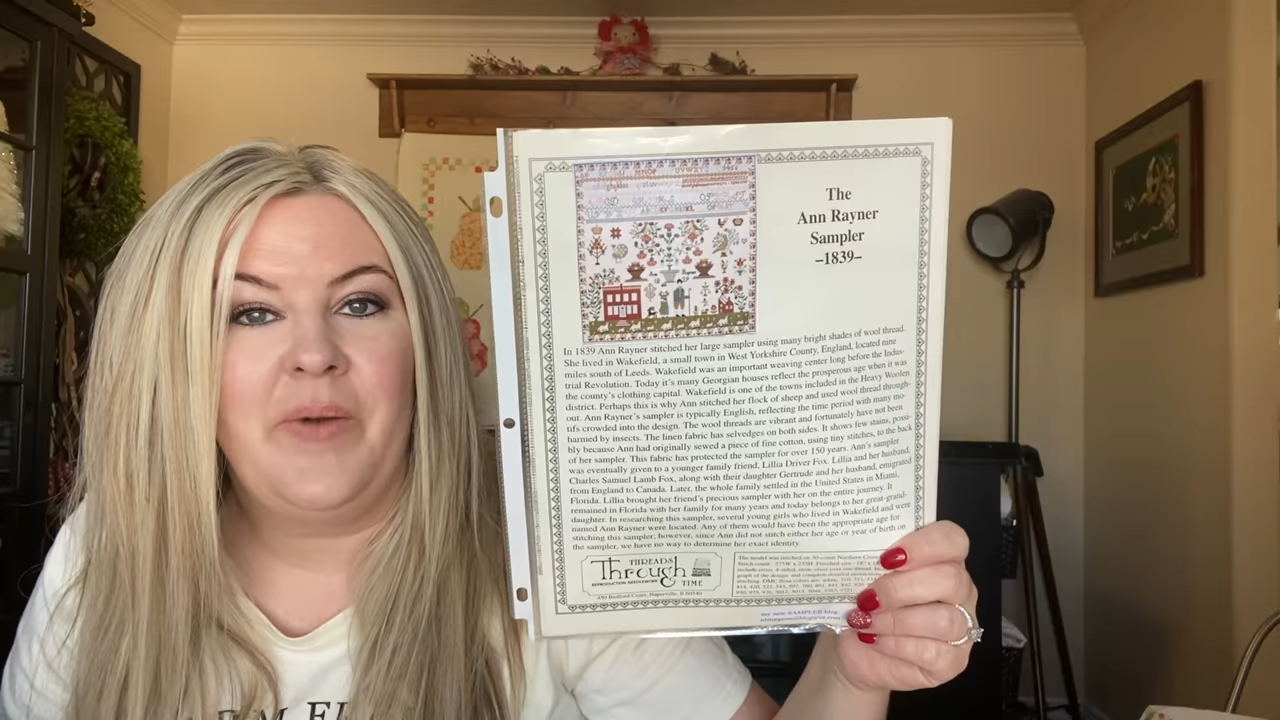 The
Ann Rayner
Sampler
–1839–
In 1839 Ann Rayner stitched her large sampler using many bright shades of wool thread.
She lived in Wakefield, a small town in West Yorkshire County, England, located nine
miles south of Leeds. Wakefield was an important weaving center long before the Indus-
trial Revolution. Today it's many Georgian houses reflect the prosperous age when it was
the county's clothing capital. Wakefield is one of the towns included in the Heavy Woolen
district. Perhaps this is why Ann stitched her flock of sheep and used wool thread through-
out. Ann Rayner's sampler is typically English, reflecting the time period with many mo-
tifs crowded into the design. The wool threads are vibrant and fortunately have not been
harmed by insects. The linen fabric has selvedges on both sides. It shows few stains, possi-
bly because Ann had originally sewed a piece of fine cotton, using tiny stitches, to the back
of her sampler. This fabric has protected the sampler for over 150 years. Ann's sampler
was eventually given to a younger family friend, Lillia Driver Fox. Lillia and her husband,
Charles Samuel Lamb Fox, along with their daughter Gertrude and her husband, emigrated
from England to Canada. Later, the whole family settled in the United States in Miami,
Florida. Lillia brought her friend's precious sampler with her on the entire journey. It
remained in Florida with her family for many years and today belongs to her great-grand-
daughter. In researching this sampler, several young girls who lived in Wakefield and were
named Ann Rayner were located. Any of them would have been the appropriate age for
stitching this sampler; however, since Ann did not stitch either her age or year of birth on
the sampler, we have no way to determine her exact identity.
THREADS
Through
TIME
REPRODUCTION NEEDLEWORK
The model was stitched on 30-count Northern
my new SAMPLER blog